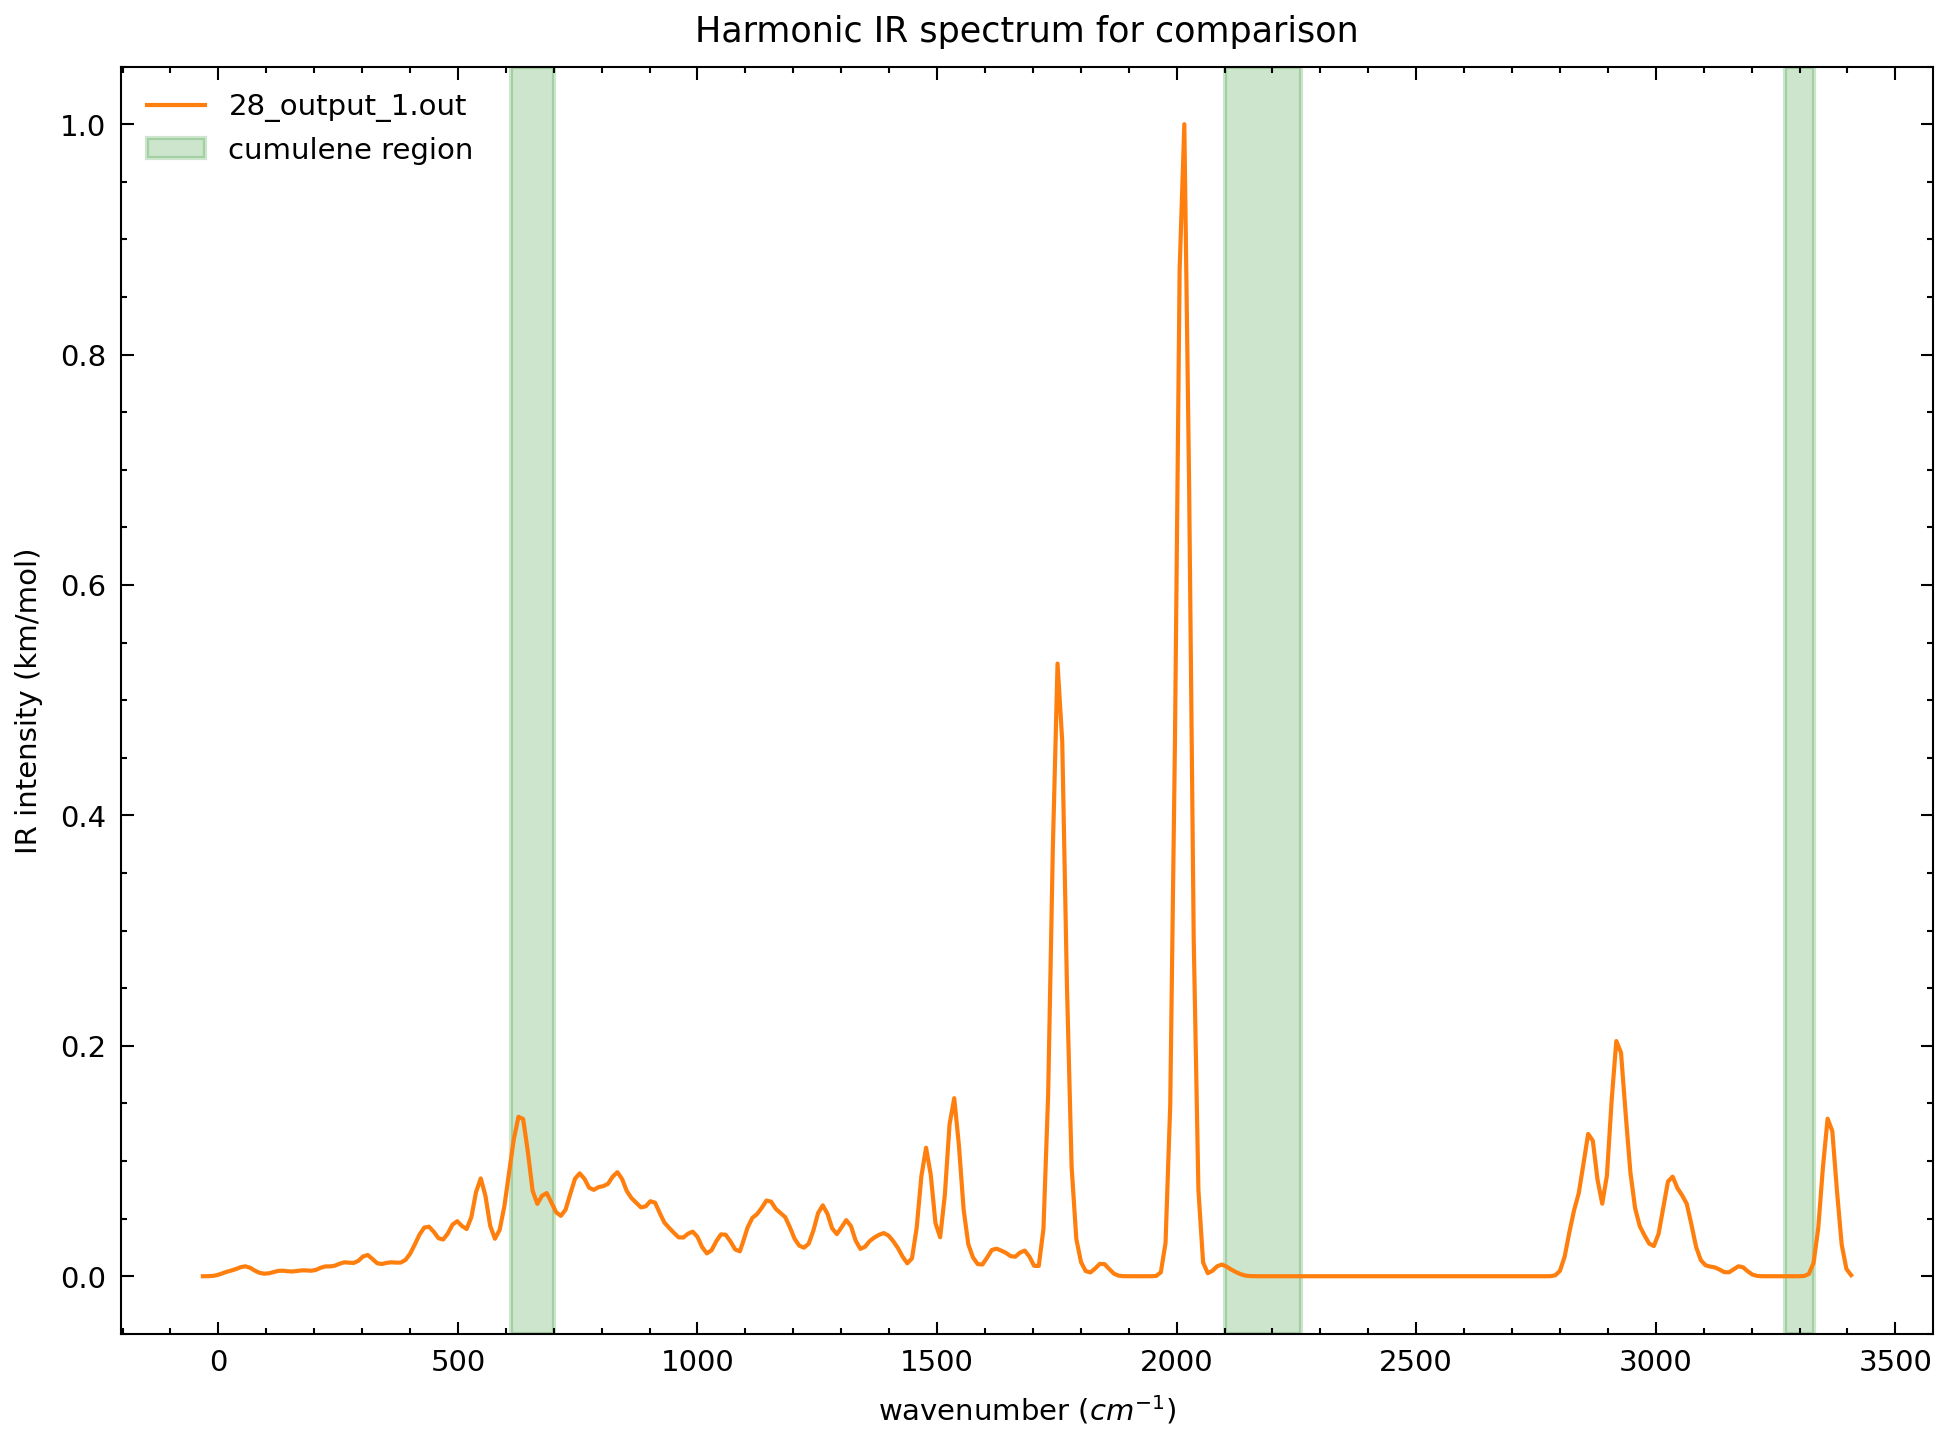 Harmonic IR spectrum for comparison
28_output_1.out
cumulene region
1.0
0.8
0.6
0.4
0.2
0.0
IR intensity (km/mol)
0 500 1000 1500 2000 2500 3000 3500
wavenumber (cm⁻¹)